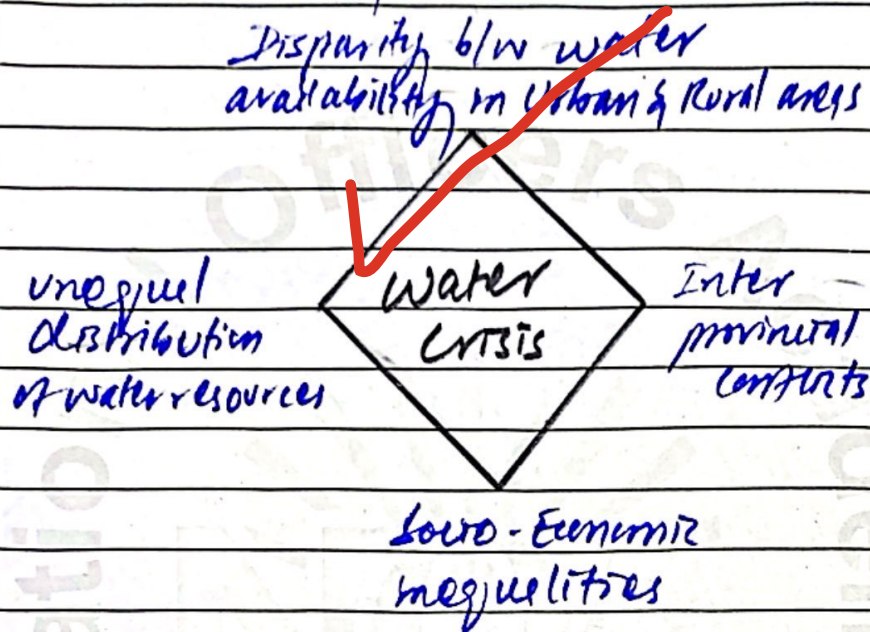 Disparity b/w water
availability in Urban & Rural areas
unequal
distribution
of water resources
Water
Crisis
Inter
provincial
conflicts
Socio-Economic
inequalities
Officers